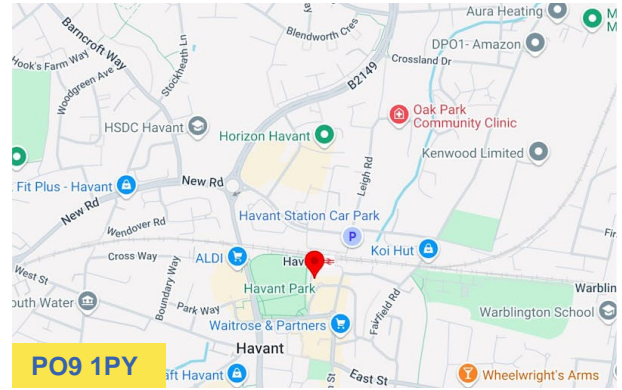 Aura Heating
Blendworth Cres
DPO1- Amazon
M
M
Barncroft Way
Stockheath Ln
Crossland Dr
Hook's Farm Way
B2149
Woodgreen Ave
Oak Park
Community Clinic
HSDC Havant
Horizon Havant
Kenwood Limited
Leigh Rd
Fit Plus - Havant
New Rd
New Rd
Havant Station Car Park
P
Wendover Rd
Koi Hut
Cross Way
ALDI
Hava
West St
Boundary Way
Havant Park
Warblin
outh Water
Park Way
Fairfield Rd
Warblington School
Waitrose & Partners
Havant
PO9 1PY
aft Havant
East St
Wheelwright's Arms